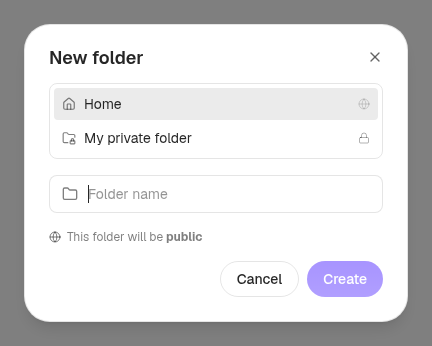 New folder
Home
My private folder
Folder name
This folder will be public
Cancel Create